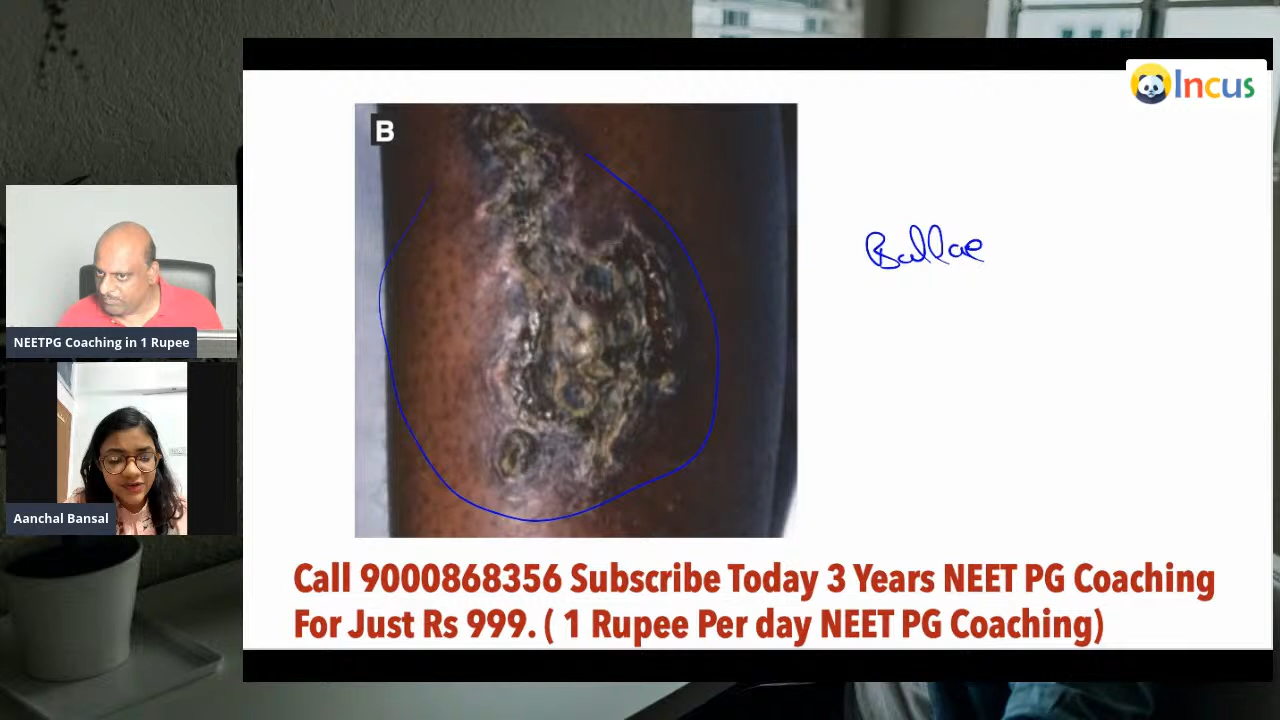 Incus
B
Bullae
NEETPG Coaching in 1 Rupee
Aanchal Bansal
Call 9000868356 Subscribe Today 3 Years NEET PG Coaching
For Just Rs 999. ( 1 Rupee Per day NEET PG Coaching)